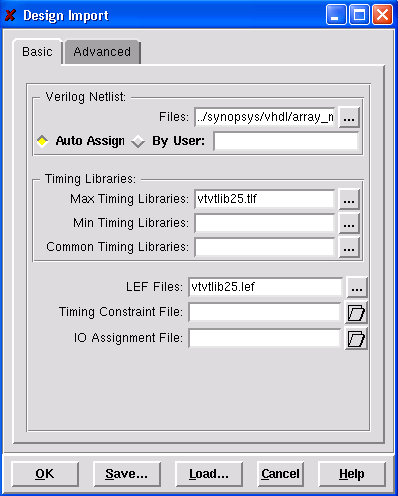 Design Import
Basic Advanced
Verilog Netlist:
Files: ../synopsys/vhdl/array_ ...
Auto Assign By User:
Timing Libraries:
Max Timing Libraries: vtvtlib25.tlf ...
Min Timing Libraries: ...
Common Timing Libraries: ...
LEF Files: vtvtlib25.lef ...
Timing Constraint File:
IO Assignment File:
OK Save... Load... Cancel Help